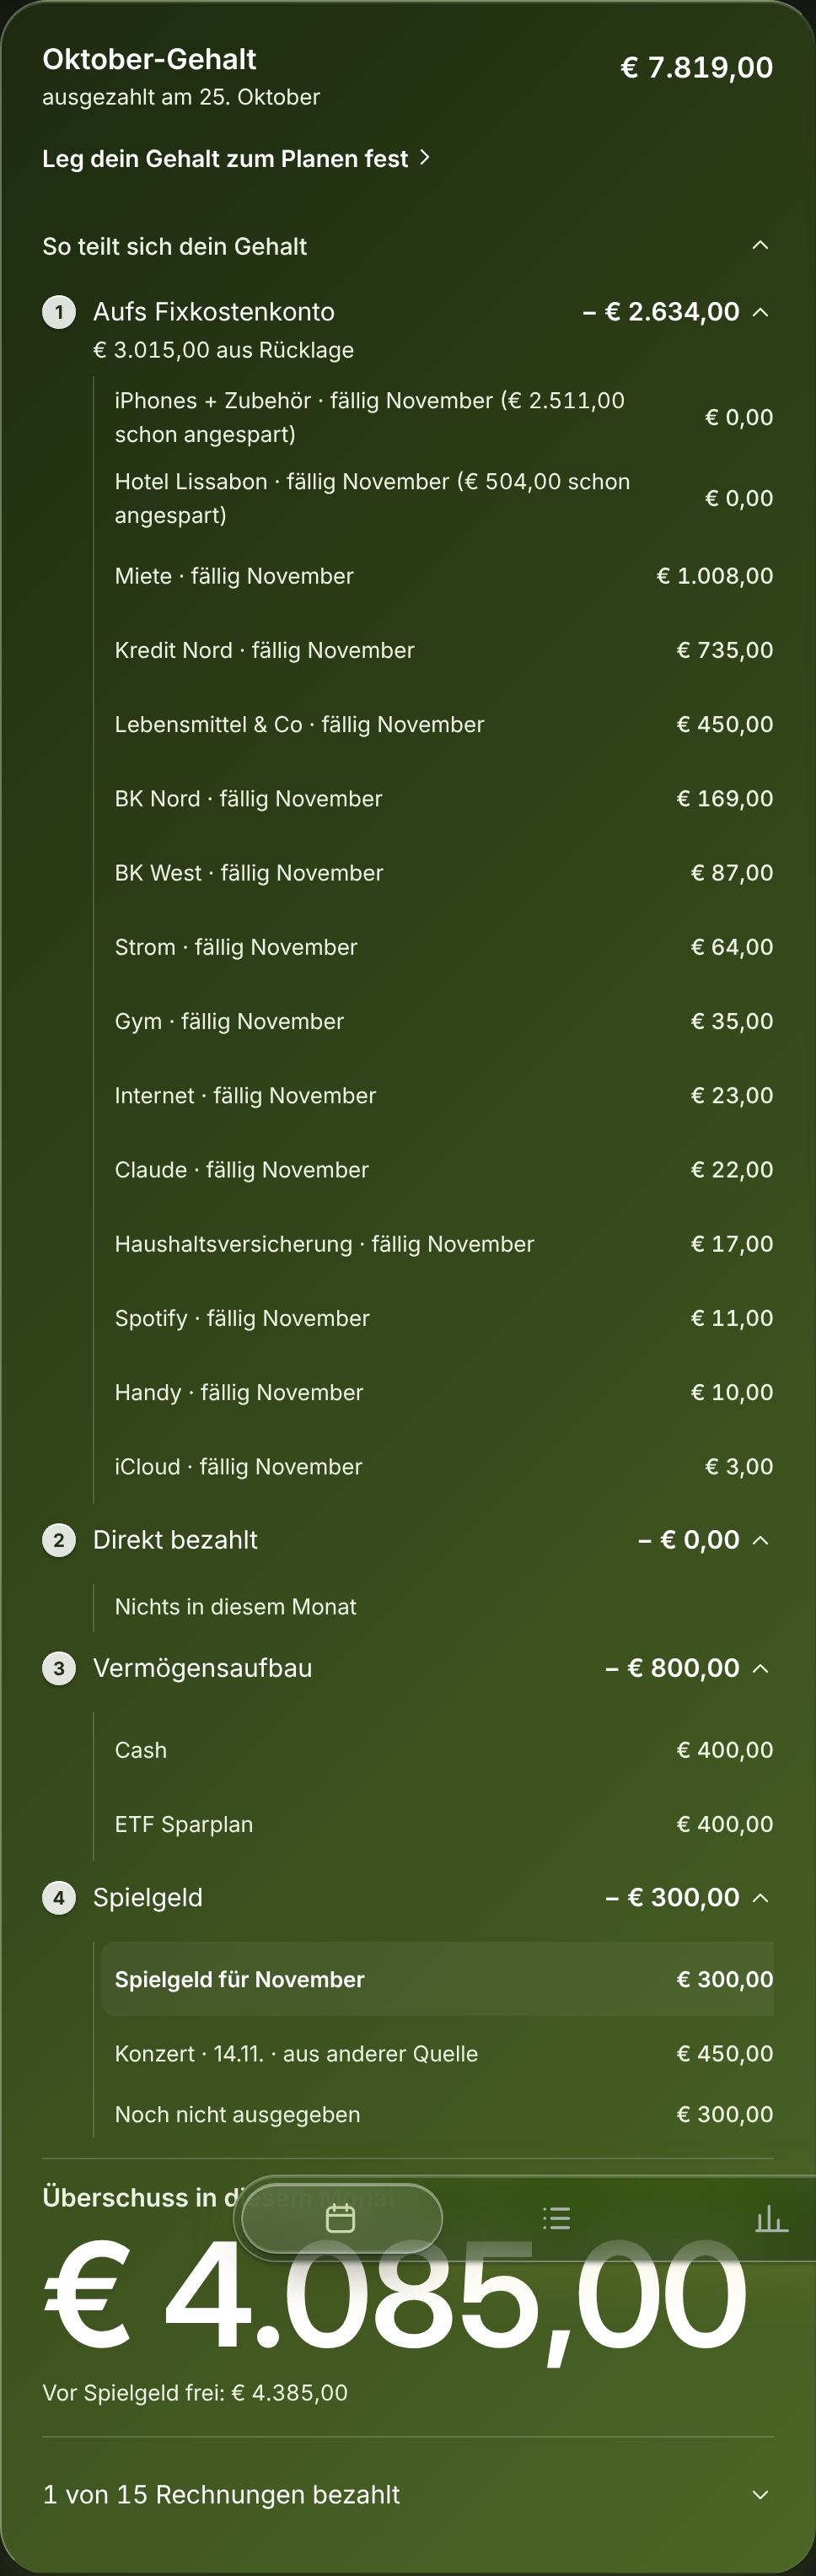 Oktober-Gehalt
€ 7.819,00
ausgezahlt am 25. Oktober
Leg dein Gehalt zum Planen fest
So teilt sich dein Gehalt
1 Aufs Fixkostenkonto – € 2.634,00
€ 3.015,00 aus Rücklage
iPhones + Zubehör · fällig November (€ 2.511,00
schon angespart)
€ 0,00
Hotel Lissabon · fällig November (€ 504,00 schon
angespart)
€ 0,00
Miete · fällig November € 1.008,00
Kredit Nord · fällig November € 735,00
Lebensmittel & Co · fällig November € 450,00
BK Nord · fällig November € 169,00
BK West · fällig November € 87,00
Strom · fällig November € 64,00
Gym · fällig November € 35,00
Internet · fällig November € 23,00
Claude · fällig November € 22,00
Haushaltsversicherung · fällig November € 17,00
Spotify · fällig November € 11,00
Handy · fällig November € 10,00
iCloud · fällig November € 3,00
2 Direkt bezahlt – € 0,00
Nichts in diesem Monat
3 Vermögensaufbau – € 800,00
Cash € 400,00
ETF Sparplan € 400,00
4 Spielgeld – € 300,00
Spielgeld für November € 300,00
Konzert · 14.11. · aus anderer Quelle € 450,00
Noch nicht ausgegeben € 300,00
Überschuss in diesem Monat
€ 4.085,00
Vor Spielgeld frei: € 4.385,00
1 von 15 Rechnungen bezahlt